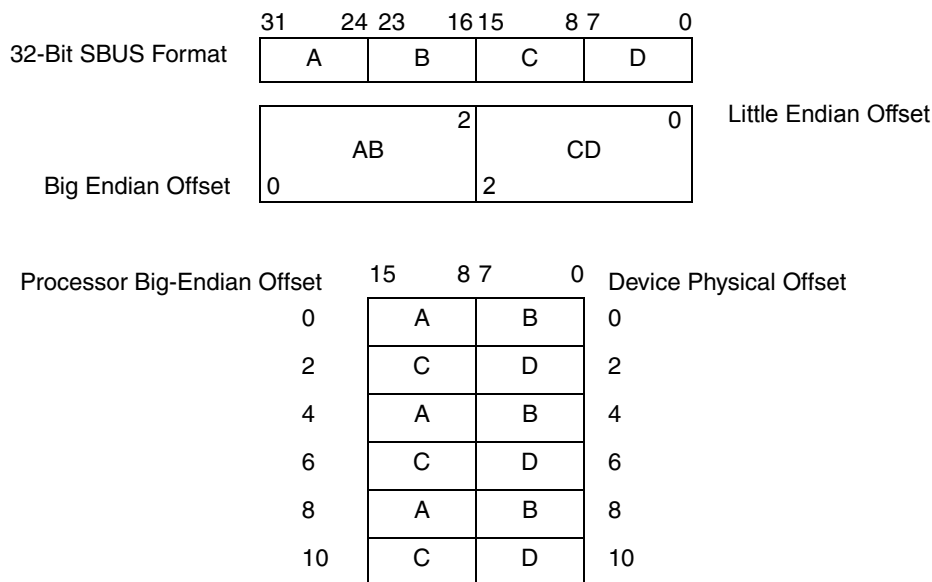 31 24 23 16 15 8 7 0
32-Bit SBUS Format A B C D
2 0 Little Endian Offset
AB CD
Big Endian Offset 0 2
Processor Big-Endian Offset 15 8 7 0 Device Physical Offset
0 A B 0
2 C D 2
4 A B 4
6 C D 6
8 A B 8
10 C D 10